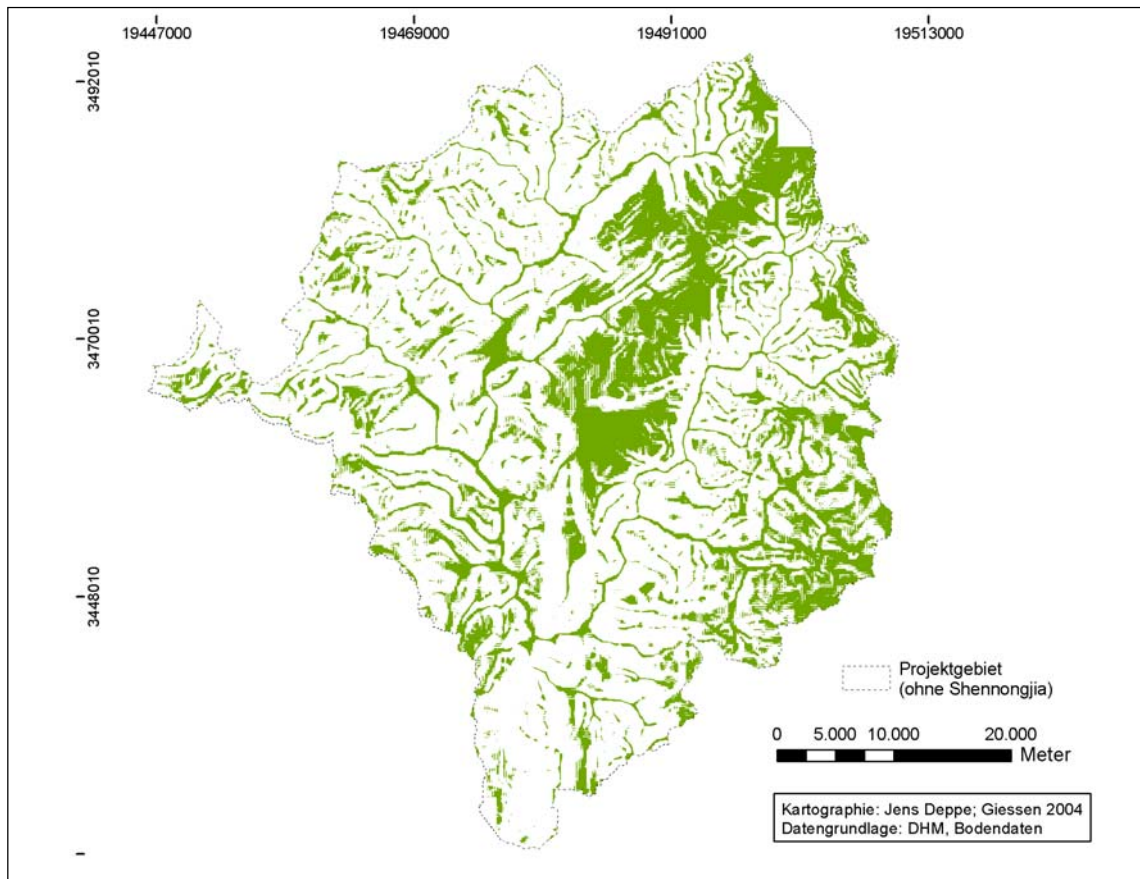 19447000
19469000
19491000
19513000
3492010
3470010
3448010
Projektgebiet
(ohne Shennongjia)
0 5.000 10.000 20.000
Meter
Kartographie: Jens Deppe; Giessen 2004
Datengrundlage: DHM, Bodendaten